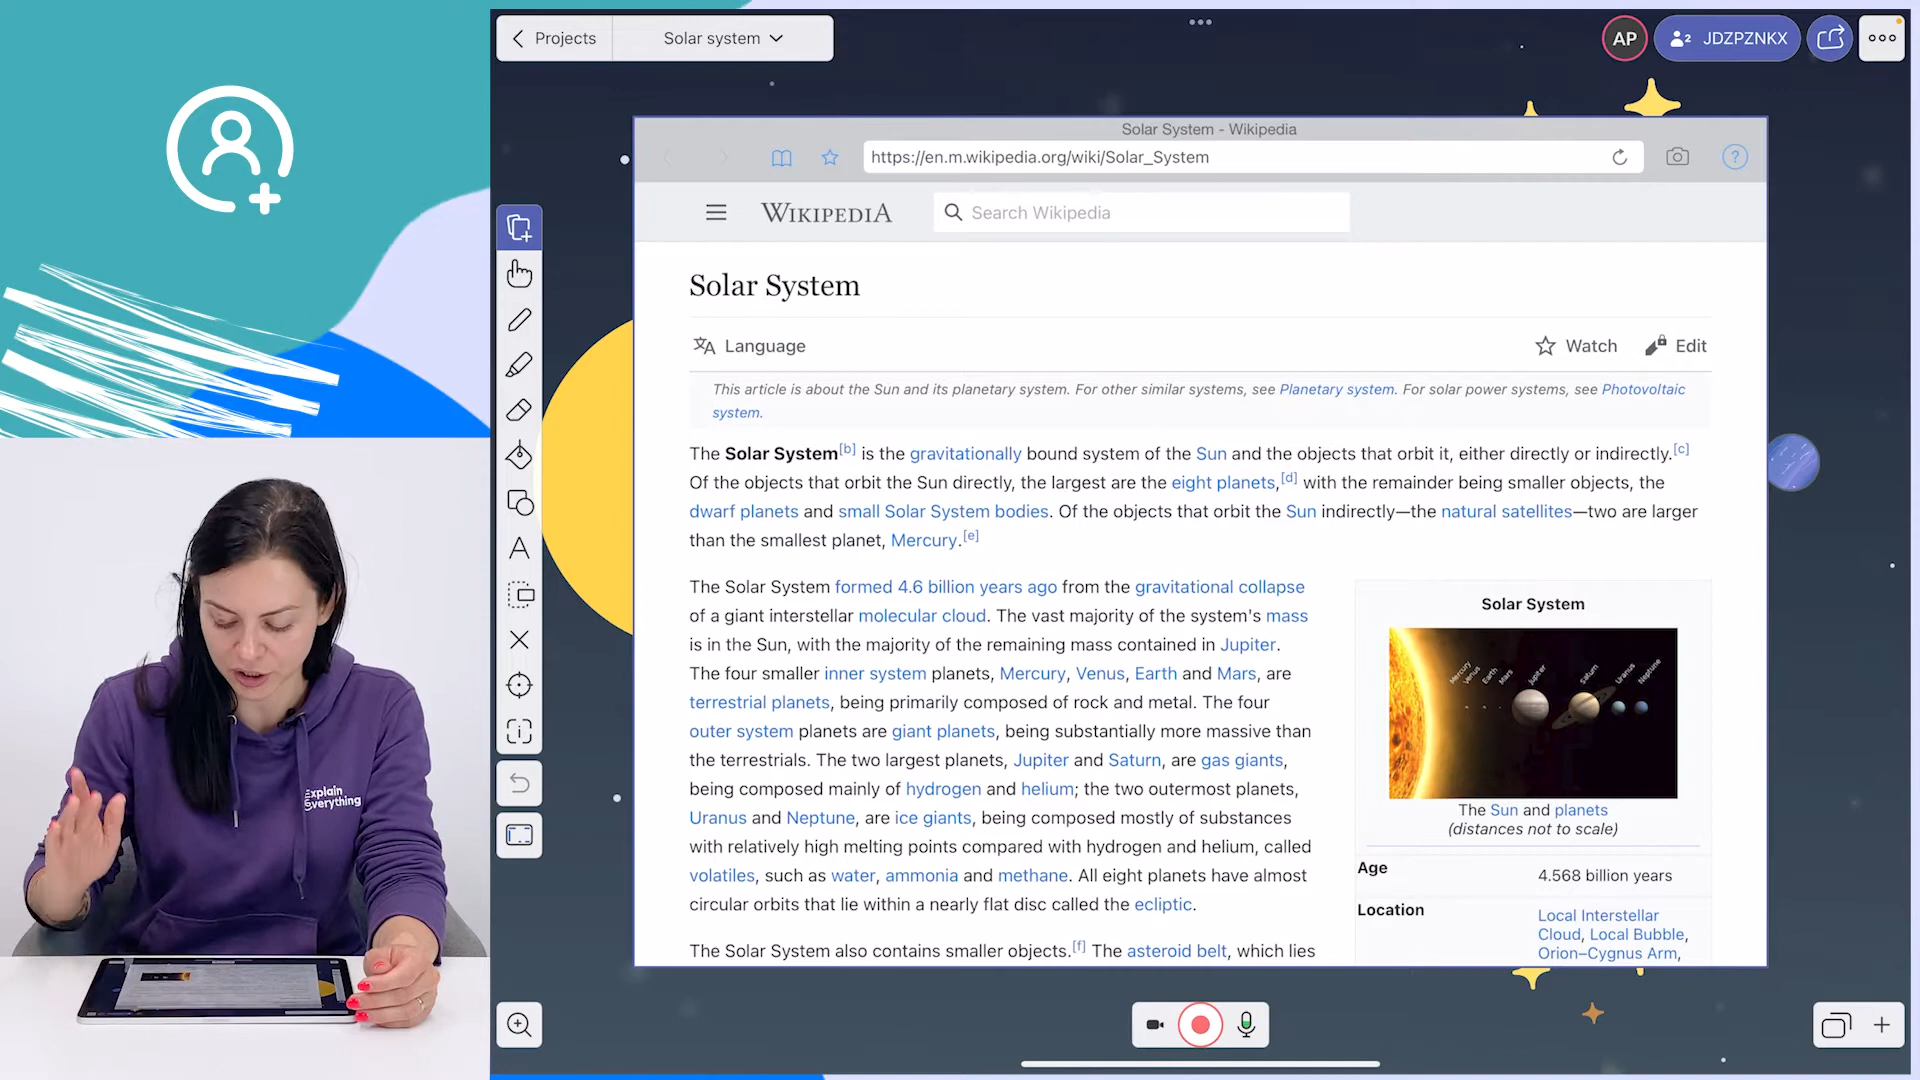 Projects
Solar system
AP
2
JDZPZNKX
Solar System - Wikipedia
https://en.m.wikipedia.org/wiki/Solar_System
?
WIKIPEDIA
Search Wikipedia
Solar System
Language
Watch
Edit
This article is about the Sun and its planetary system. For other similar systems, see Planetary system. For solar power systems, see Photovoltaic
system.
The Solar System[b] is the gravitationally bound system of the Sun and the objects that orbit it, either directly or indirectly.[c]
Of the objects that orbit the Sun directly, the largest are the eight planets,[d] with the remainder being smaller objects, the
dwarf planets and small Solar System bodies. Of the objects that orbit the Sun indirectly—the natural satellites—two are larger
than the smallest planet, Mercury.[e]
The Solar System formed 4.6 billion years ago from the gravitational collapse
of a giant interstellar molecular cloud. The vast majority of the system's mass
is in the Sun, with the majority of the remaining mass contained in Jupiter.
The four smaller inner system planets, Mercury, Venus, Earth and Mars, are
terrestrial planets, being primarily composed of rock and metal. The four
outer system planets are giant planets, being substantially more massive than
the terrestrials. The two largest planets, Jupiter and Saturn, are gas giants,
being composed mainly of hydrogen and helium; the two outermost planets,
Uranus and Neptune, are ice giants, being composed mostly of substances
with relatively high melting points compared with hydrogen and helium, called
volatiles, such as water, ammonia and methane. All eight planets have almost
circular orbits that lie within a nearly flat disc called the ecliptic.
The Solar System also contains smaller objects.[f] The asteroid belt, which lies
Solar System
Mercury
Venus
Earth
Mars
Jupiter
Saturn
Uranus
Neptune
The Sun and planets
(distances not to scale)
Age
4.568 billion years
Location
Local Interstellar
Cloud, Local Bubble,
Orion–Cygnus Arm,
Explain
Everything